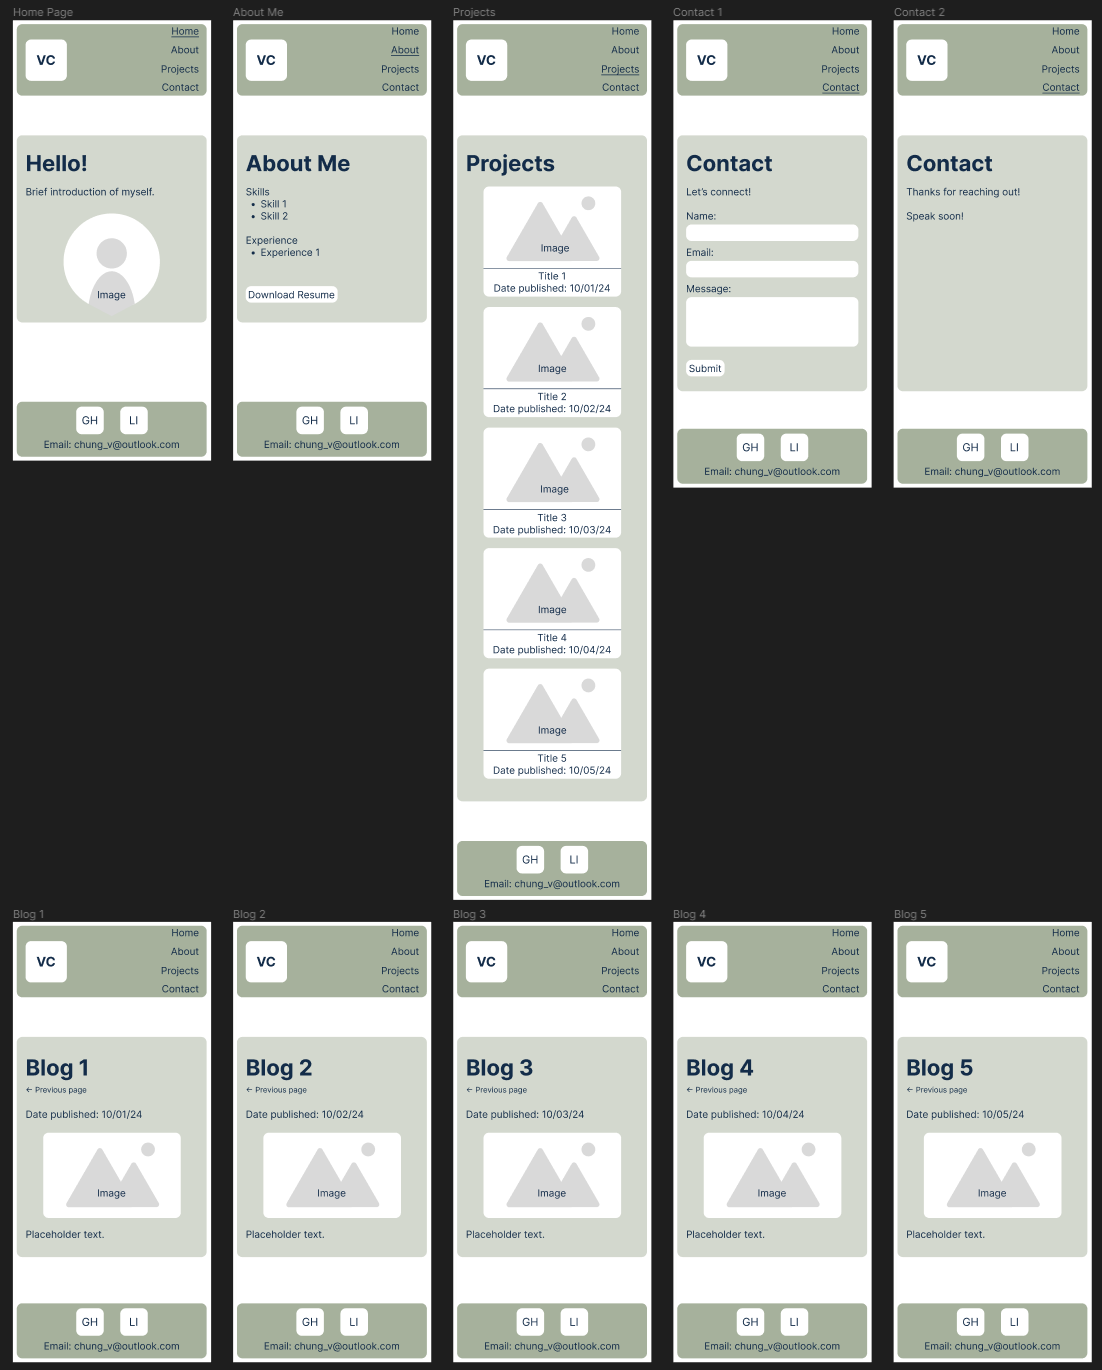 Home Page
VC
Home
About
Projects
Contact
Hello!
Brief introduction of myself.
Image
GH
LI
Email: chung_v@outlook.com
About Me
VC
Home
About
Projects
Contact
About Me
Skills
• Skill 1
• Skill 2
Experience
• Experience 1
Download Resume
GH
LI
Email: chung_v@outlook.com
Projects
VC
Home
About
Projects
Contact
Projects
Image
Title 1
Date published: 10/01/24
Image
Title 2
Date published: 10/02/24
Image
Title 3
Date published: 10/03/24
Image
Title 4
Date published: 10/04/24
Image
Title 5
Date published: 10/05/24
GH
LI
Email: chung_v@outlook.com
Contact 1
VC
Home
About
Projects
Contact
Contact
Let's connect!
Name:
Email:
Message:
Submit
GH
LI
Email: chung_v@outlook.com
Contact 2
VC
Home
About
Projects
Contact
Contact
Thanks for reaching out!
Speak soon!
GH
LI
Email: chung_v@outlook.com
Blog 1
VC
Home
About
Projects
Contact
Blog 1
← Previous page
Date published: 10/01/24
Image
Placeholder text.
GH
LI
Email: chung_v@outlook.com
Blog 2
VC
Home
About
Projects
Contact
Blog 2
← Previous page
Date published: 10/02/24
Image
Placeholder text.
GH
LI
Email: chung_v@outlook.com
Blog 3
VC
Home
About
Projects
Contact
Blog 3
← Previous page
Date published: 10/03/24
Image
Placeholder text.
GH
LI
Email: chung_v@outlook.com
Blog 4
VC
Home
About
Projects
Contact
Blog 4
← Previous page
Date published: 10/04/24
Image
Placeholder text.
GH
LI
Email: chung_v@outlook.com
Blog 5
VC
Home
About
Projects
Contact
Blog 5
← Previous page
Date published: 10/05/24
Image
Placeholder text.
GH
LI
Email: chung_v@outlook.com